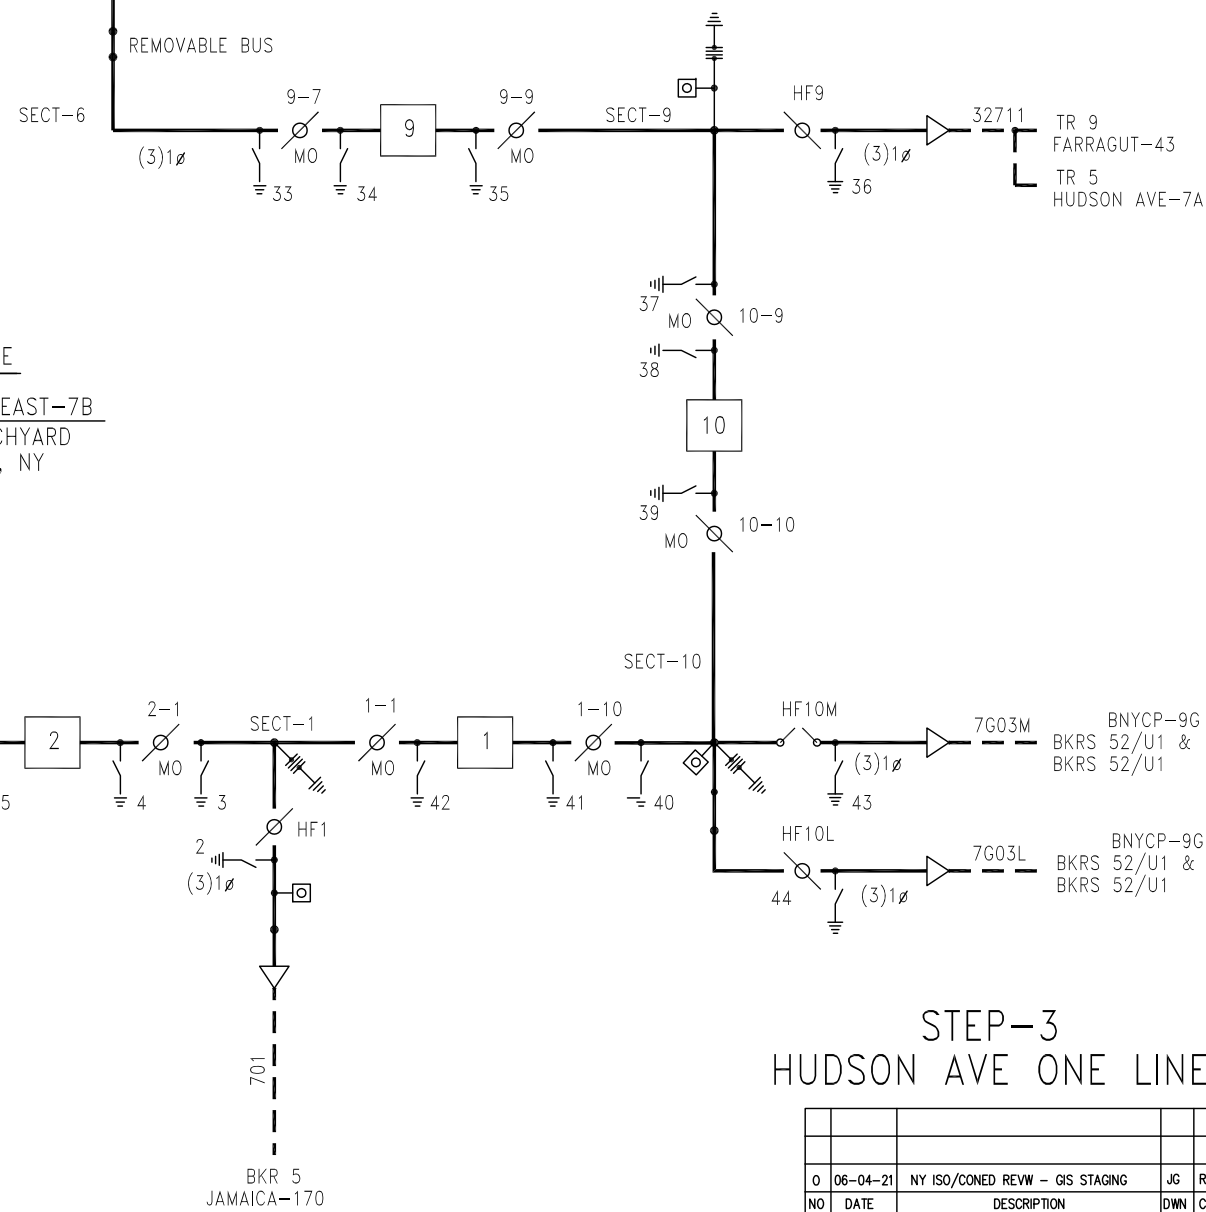 REMOVABLE BUS
SECT-6
9-7
9
9-9
SECT-9
HF9
32711
TR 9
FARRAGUT-43
(3)1ø
MO
MO
(3)1ø
33
34
35
36
TR 5
HUDSON AVE-7A
37
MO
10-9
38
E
EAST-7B
CHYARD
, NY
10
39
MO
10-10
SECT-10
2
2-1
SECT-1
1-1
1
1-10
HF10M
7G03M
BNYCP-9G
BKRS 52/U1 &
BKRS 52/U1
MO
MO
MO
(3)1ø
5
4
3
42
41
40
43
HF1
2
(3)1ø
HF10L
7G03L
BNYCP-9G
BKRS 52/U1 &
BKRS 52/U1
44
(3)1ø
701
BKR 5
JAMAICA-170
STEP-3
HUDSON AVE ONE LINE
0 06-04-21 NY ISO/CONED REVW - GIS STAGING JG R
NO DATE DESCRIPTION DWN C